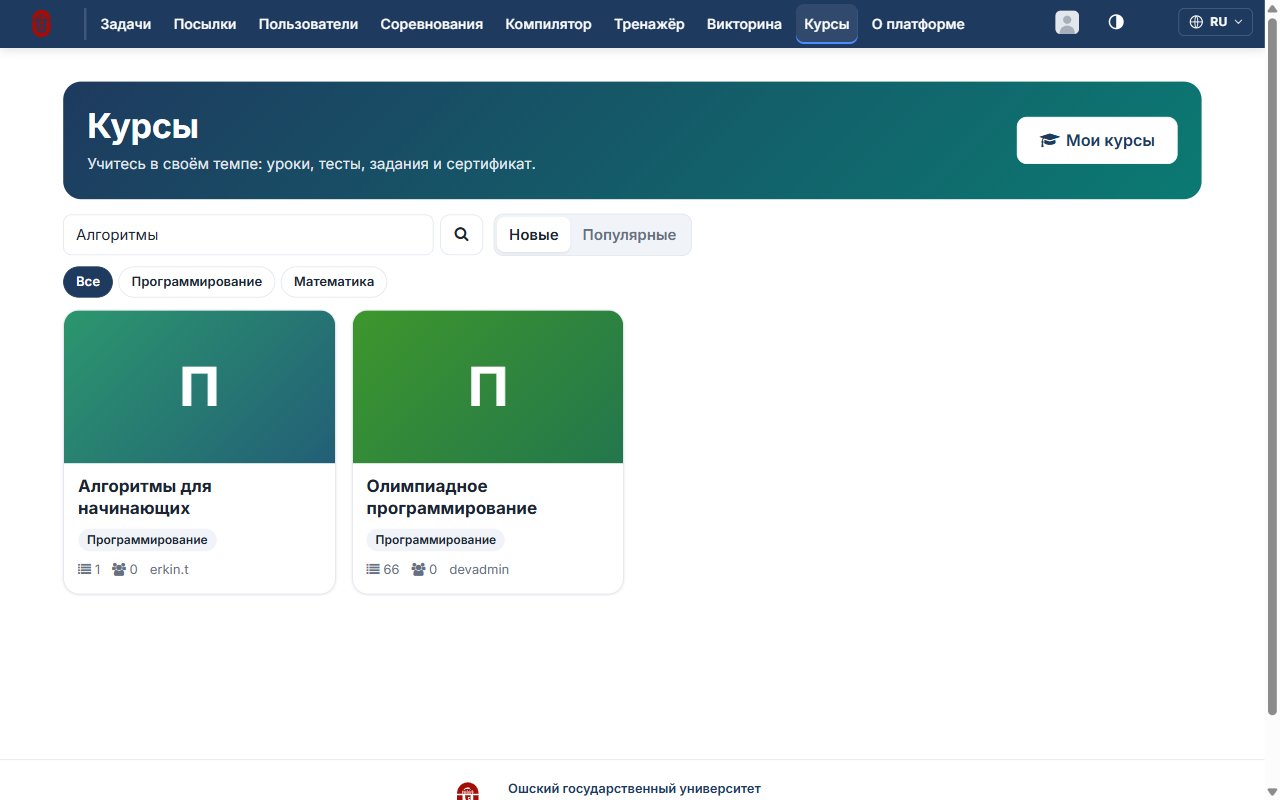 Задачи Посылки Пользователи Соревнования Компилятор Тренажёр Викторина Курсы О платформе RU
Курсы
Учитесь в своём темпе: уроки, тесты, задания и сертификат.
Мои курсы
Алгоритмы
Новые Популярные
Все Программирование Математика
П
П
Алгоритмы для
начинающих
Программирование
1 0 erkin.t
Олимпиадное
программирование
Программирование
66 0 devadmin
Ошский государственный университет